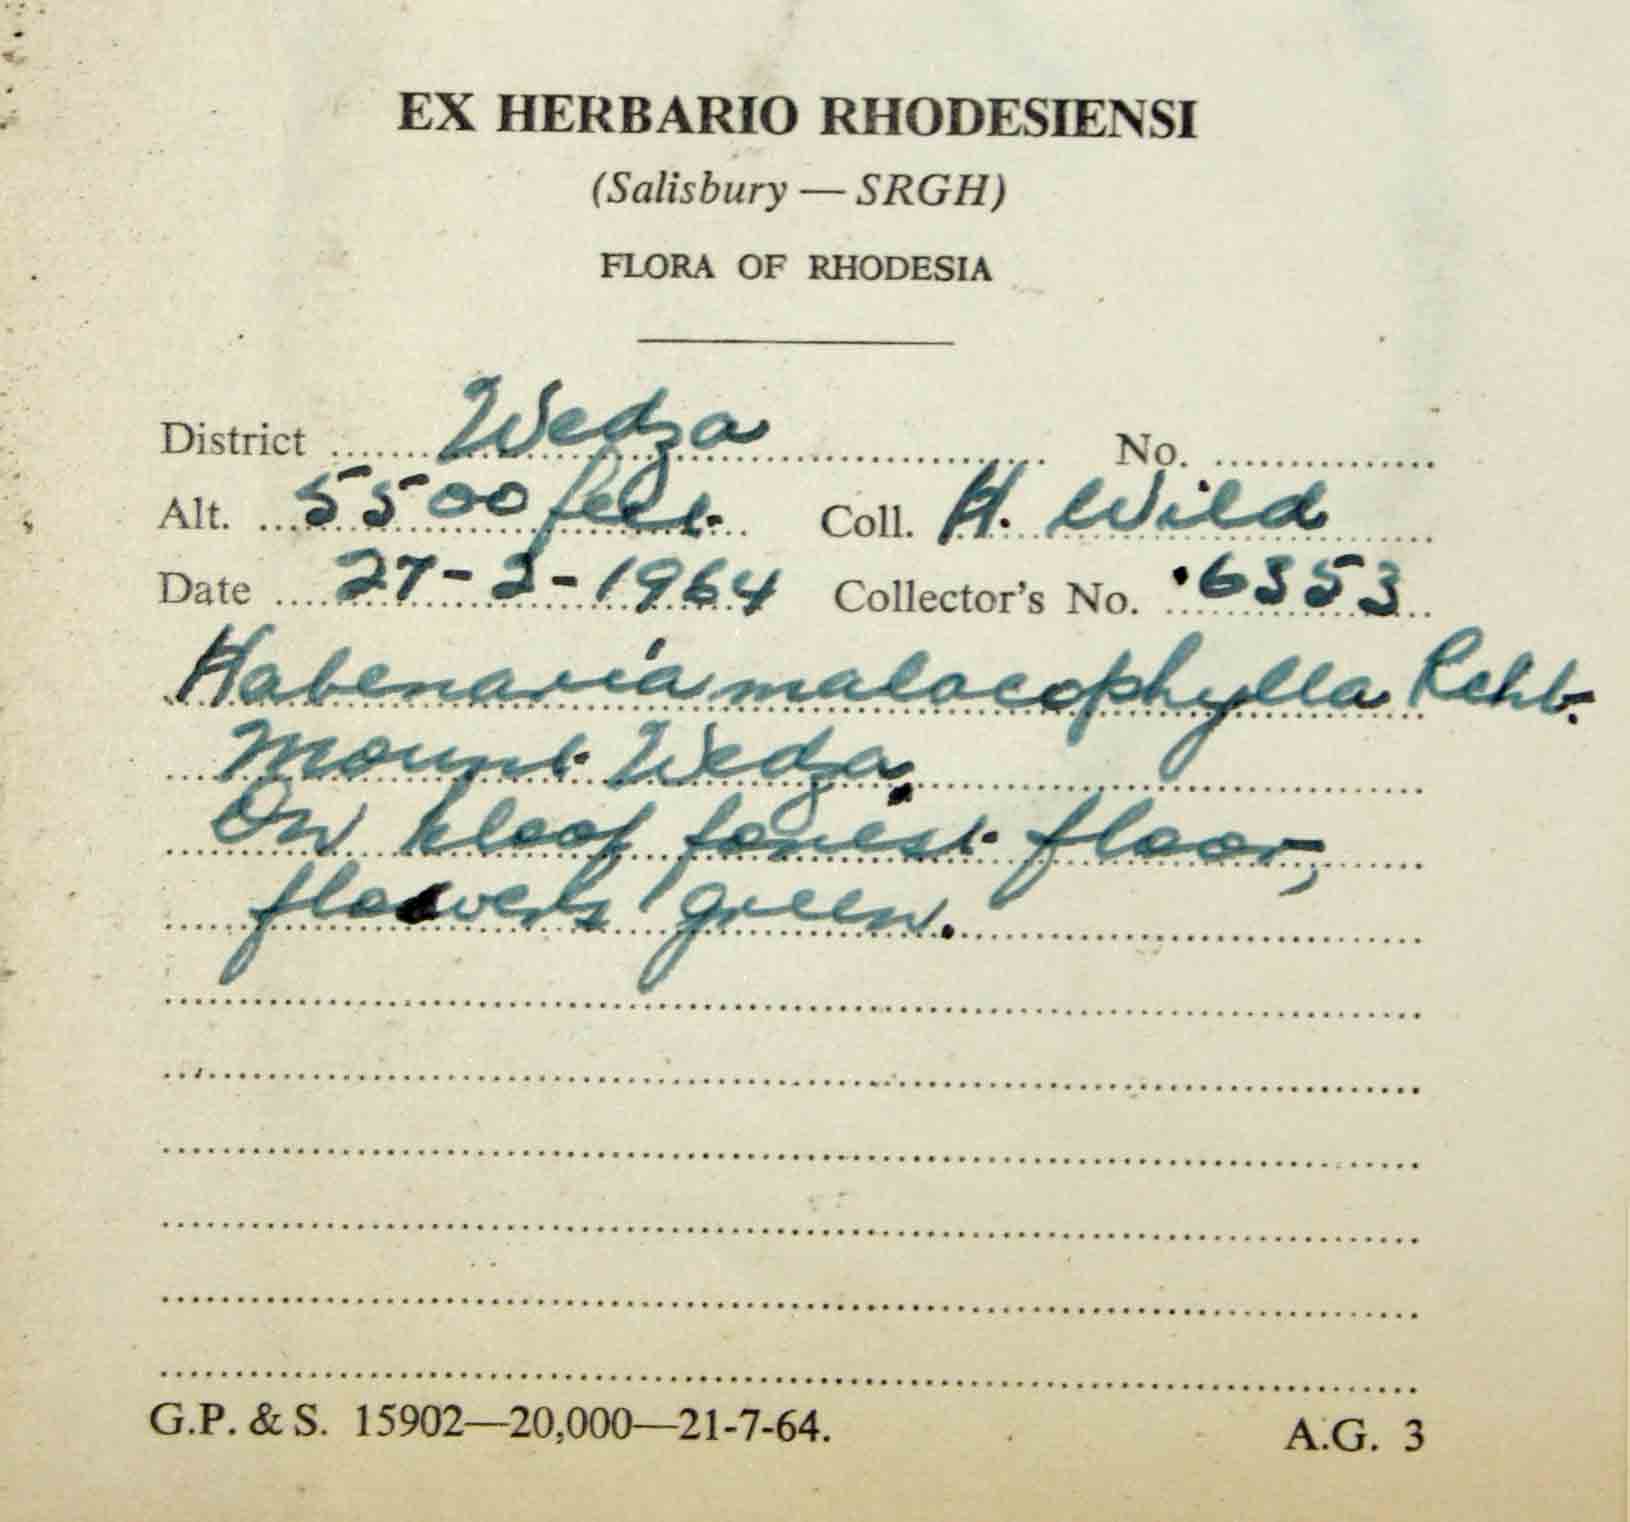 EX HERBARIO RHODESIENSI
(Salisbury — SRGH)
FLORA OF RHODESIA
District Wedza No.
Alt. 5500 feet. Coll. H. Wild
Date 27-2-1964 Collector's No. 6353
Habenaria malacophylla Rchb.
Mount Wedza.
On kloof forest floor,
flowers green.
G.P. & S. 15902—20,000—21-7-64. A.G. 3